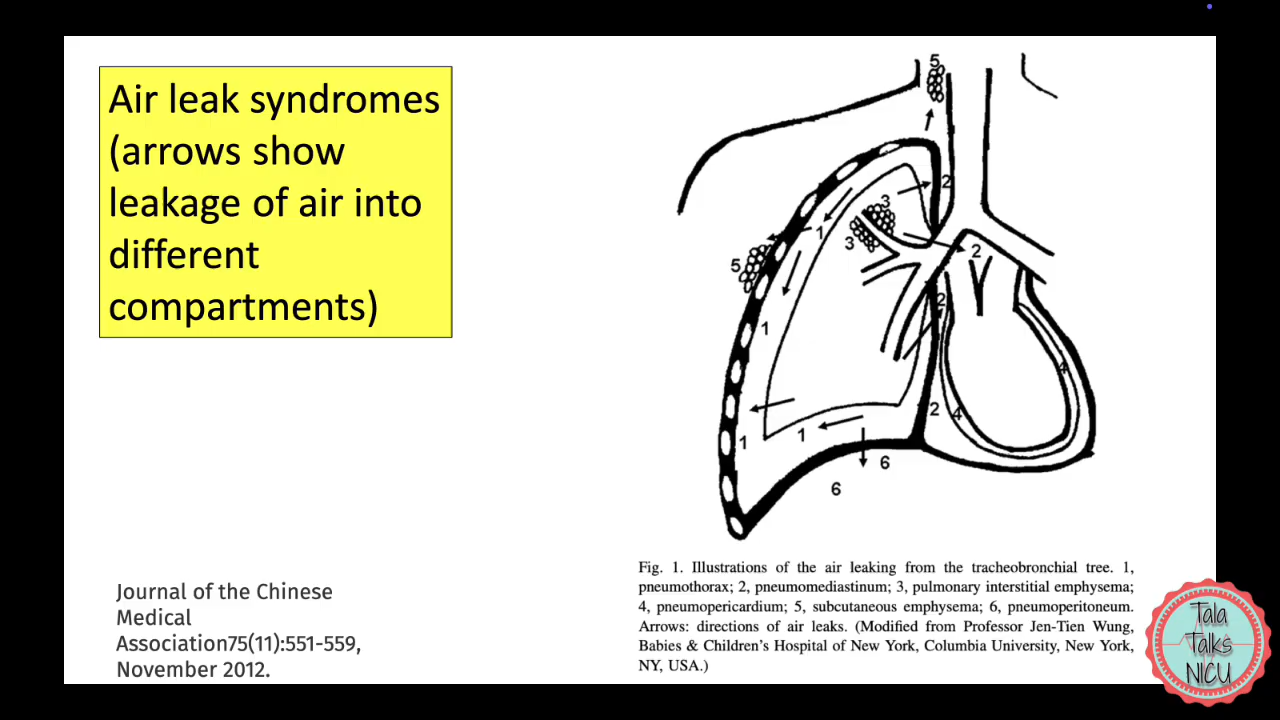 Air leak syndromes
(arrows show
leakage of air into
different
compartments)
5
2
3
1
3
2
5
2
1
4
2
4
1
1
6
6
Fig. 1. Illustrations of the air leaking from the tracheobronchial tree. 1,
pneumothorax; 2, pneumomediastinum; 3, pulmonary interstitial emphysema;
4, pneumopericardium; 5, subcutaneous emphysema; 6, pneumoperitoneum.
Arrows: directions of air leaks. (Modified from Professor Jen-Tien Wung,
Babies & Children's Hospital of New York, Columbia University, New York,
NY, USA.)
Journal of the Chinese
Medical
Association75(11):551-559,
November 2012.
Tala
Talks
NICU